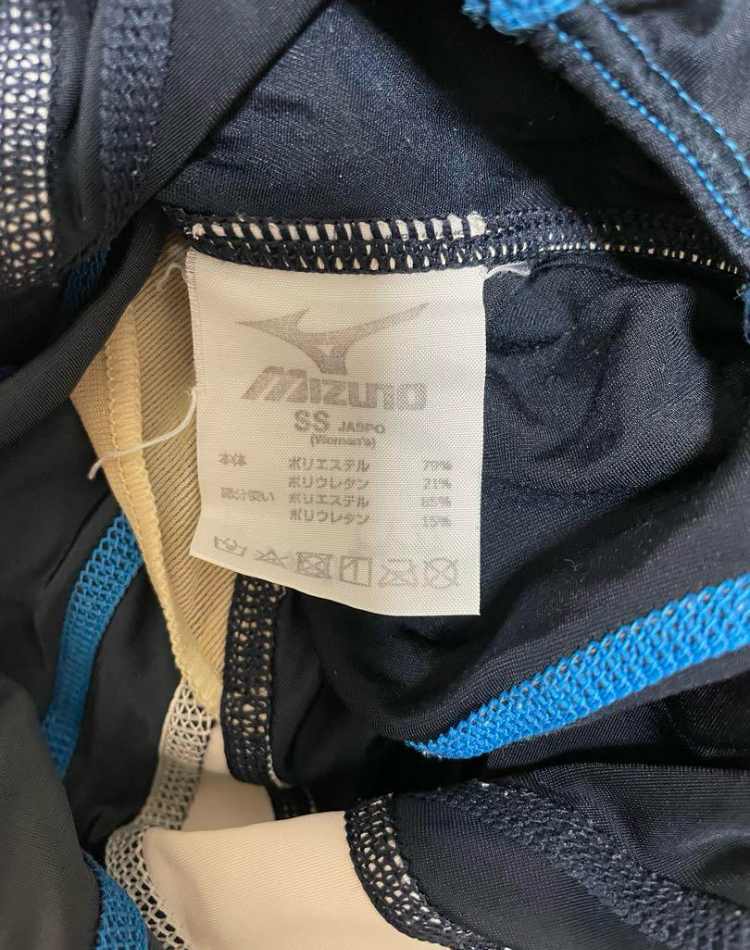 Mizuno
SS JASPO
(Women's)
本体 ポリエステル 79%
ポリウレタン 21%
部分使い ポリエステル 85%
ポリウレタン 15%